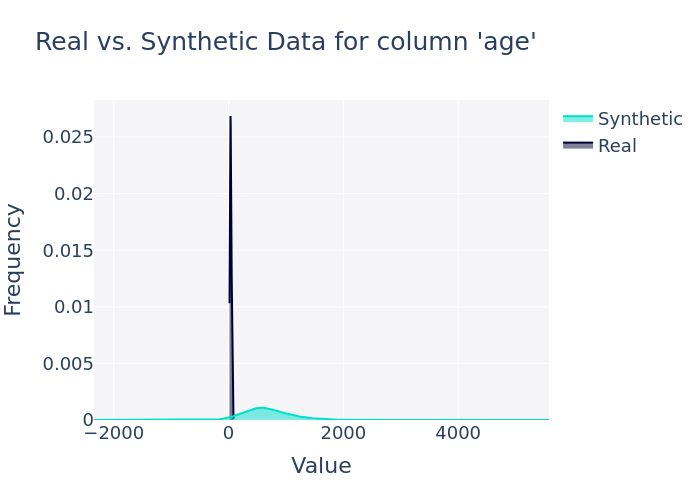 Real vs. Synthetic Data for column 'age'
Synthetic
Real
0.025
0.02
0.015
0.01
0.005
0
Frequency
−2000
0
2000
4000
Value